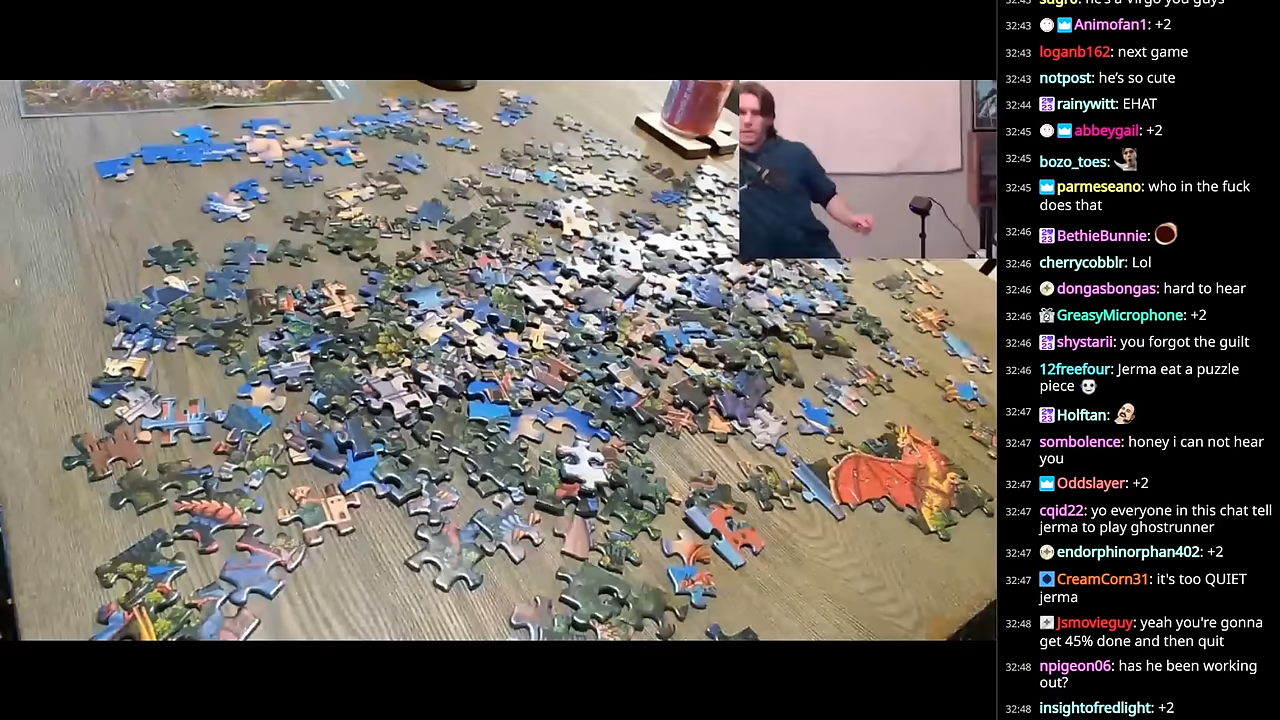 sugr0: he's a Virgo you guys
32:43 Animofan1: +2
32:43 loganb162: next game
32:43 notpost: he's so cute
32:44 rainywitt: EHAT
32:45 abbeygail: +2
32:45 bozo_toes:
32:45 parmeseano: who in the fuck
does that
32:46 BethieBunnie:
32:46 cherrycobblr: Lol
32:46 dongasbongas: hard to hear
32:46 GreasyMicrophone: +2
32:46 shystarii: you forgot the guilt
32:46 12freefour: Jerma eat a puzzle
piece
32:47 Holftan:
32:47 sombolence: honey i can not hear
you
32:47 Oddslayer: +2
32:47 cqid22: yo everyone in this chat tell
jerma to play ghostrunner
32:47 endorphinorphan402: +2
32:47 CreamCorn31: it's too QUIET
jerma
32:48 Jsmovieguy: yeah you're gonna
get 45% done and then quit
32:48 npigeon06: has he been working
out?
32:48 insightofredlight: +2